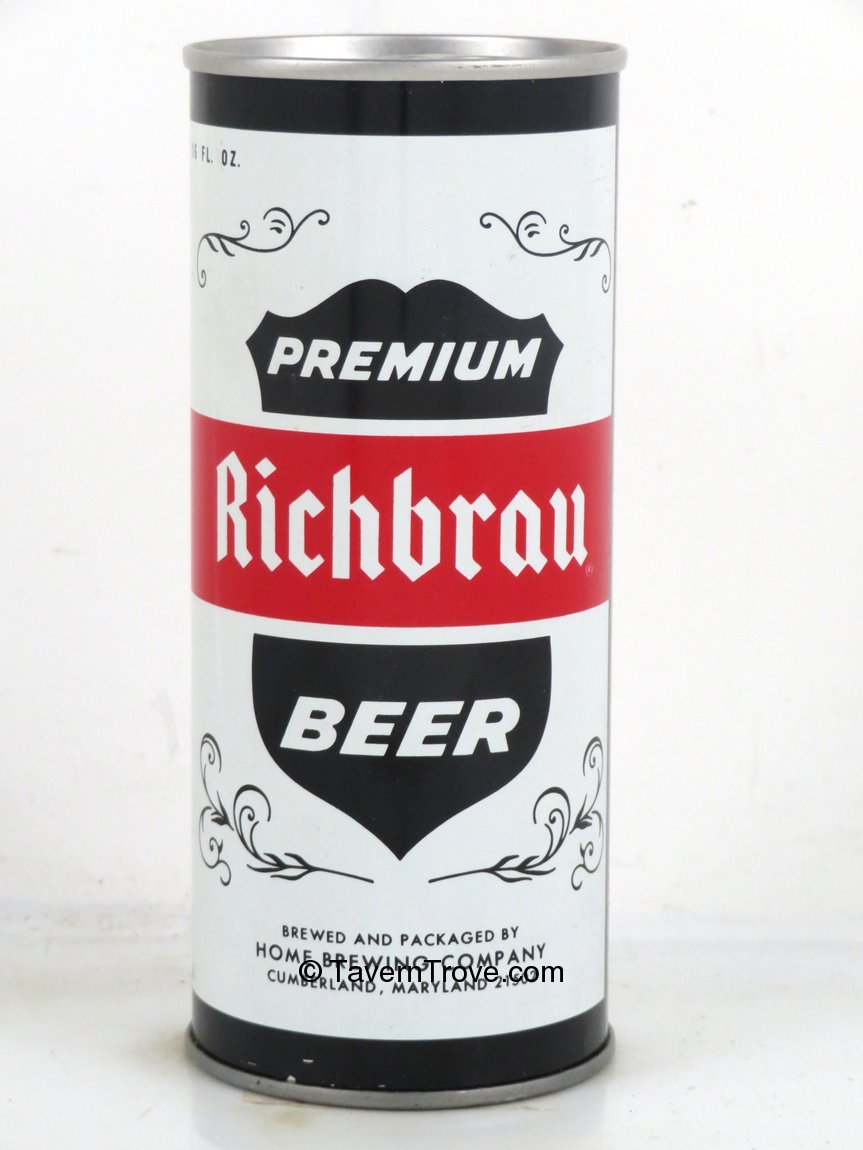 FL. OZ.
PREMIUM
Richbrau
BEER
BREWED AND PACKAGED BY
HOME BREWING COMPANY
© TavernTrove.com
CUMBERLAND, MARYLAND